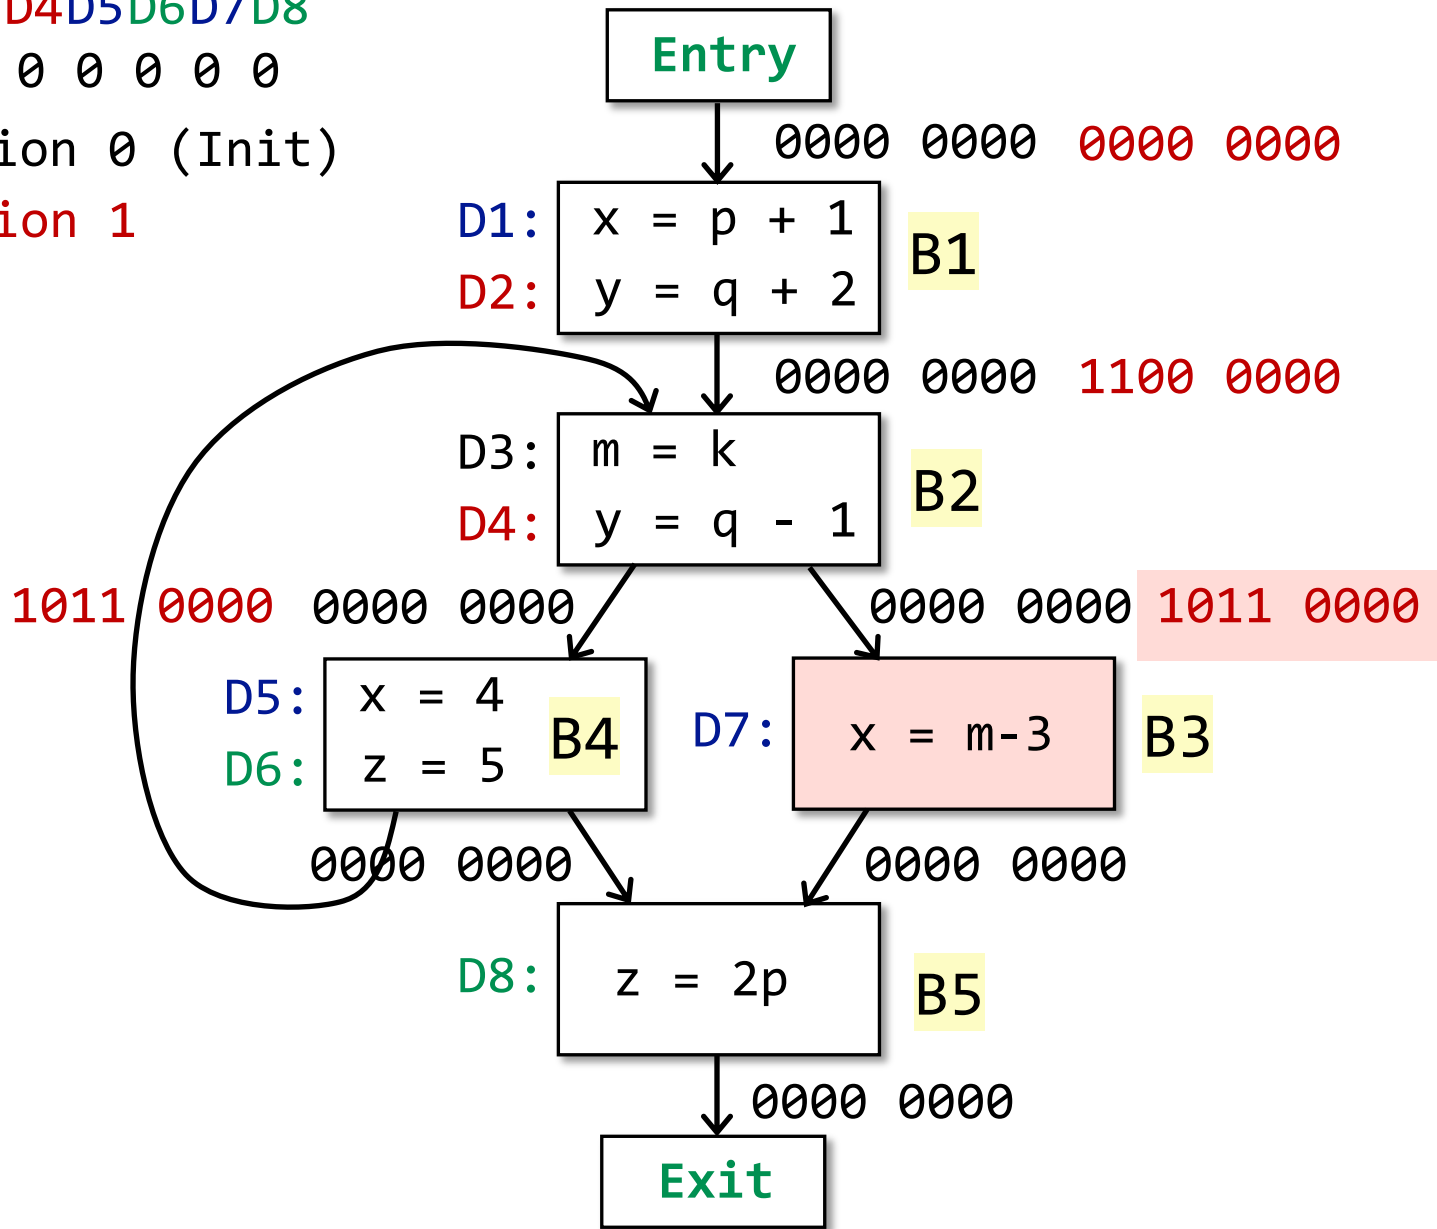 D4D5D6D7D8
0 0 0 0 0
ion 0 (Init)
ion 1
Entry
0000 0000 0000 0000
D1: x = p + 1
D2: y = q + 2
B1
0000 0000 1100 0000
D3: m = k
D4: y = q - 1
B2
1011 0000 0000 0000
0000 0000 1011 0000
D5: x = 4
D6: z = 5
B4
D7: x = m-3
B3
0000 0000
0000 0000
D8: z = 2p
B5
0000 0000
Exit